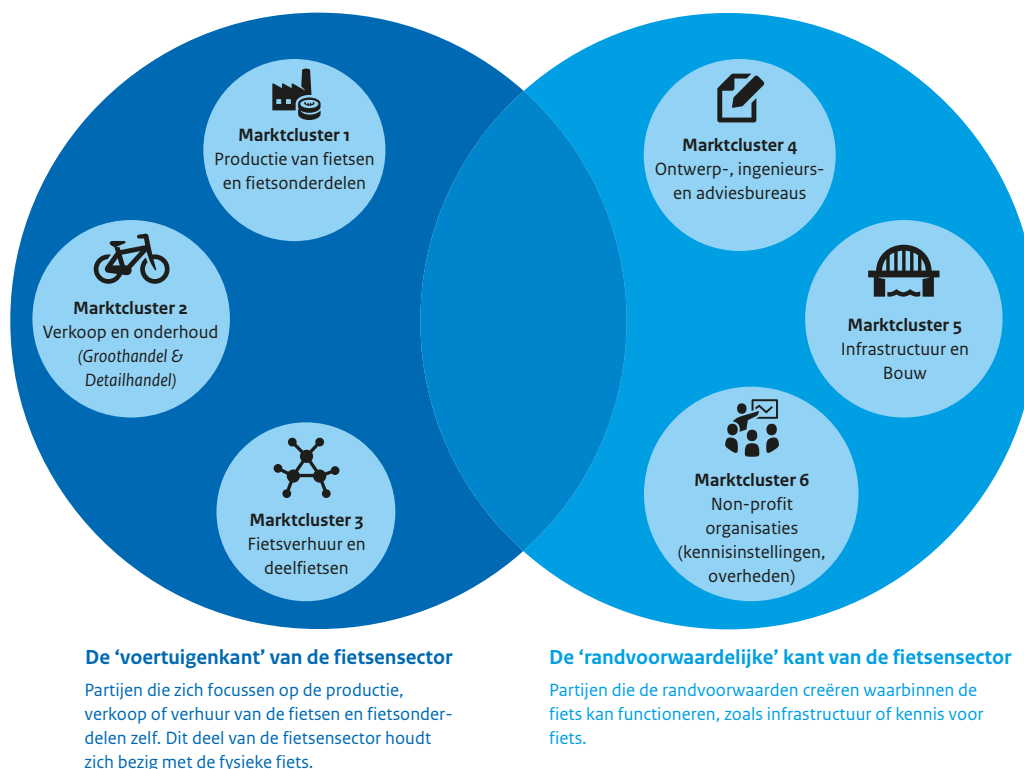 Marktcluster 1
Productie van fietsen
en fietsonderdelen
Marktcluster 2
Verkoop en onderhoud
(Groothandel &
Detailhandel)
Marktcluster 3
Fietsverhuur en
deelfietsen
Marktcluster 4
Ontwerp-, ingenieurs-
en adviesbureaus
Marktcluster 5
Infrastructuur en
Bouw
Marktcluster 6
Non-profit
organisaties
(kennisinstellingen,
overheden)
De ‘voertuigenkant’ van de fietsensector
Partijen die zich focussen op de productie,
verkoop of verhuur van de fietsen en fietsonder-
delen zelf. Dit deel van de fietsensector houdt
zich bezig met de fysieke fiets.
De ‘randvoorwaardelijke’ kant van de fietsensector
Partijen die de randvoorwaarden creëren waarbinnen de
fiets kan functioneren, zoals infrastructuur of kennis voor
fiets.